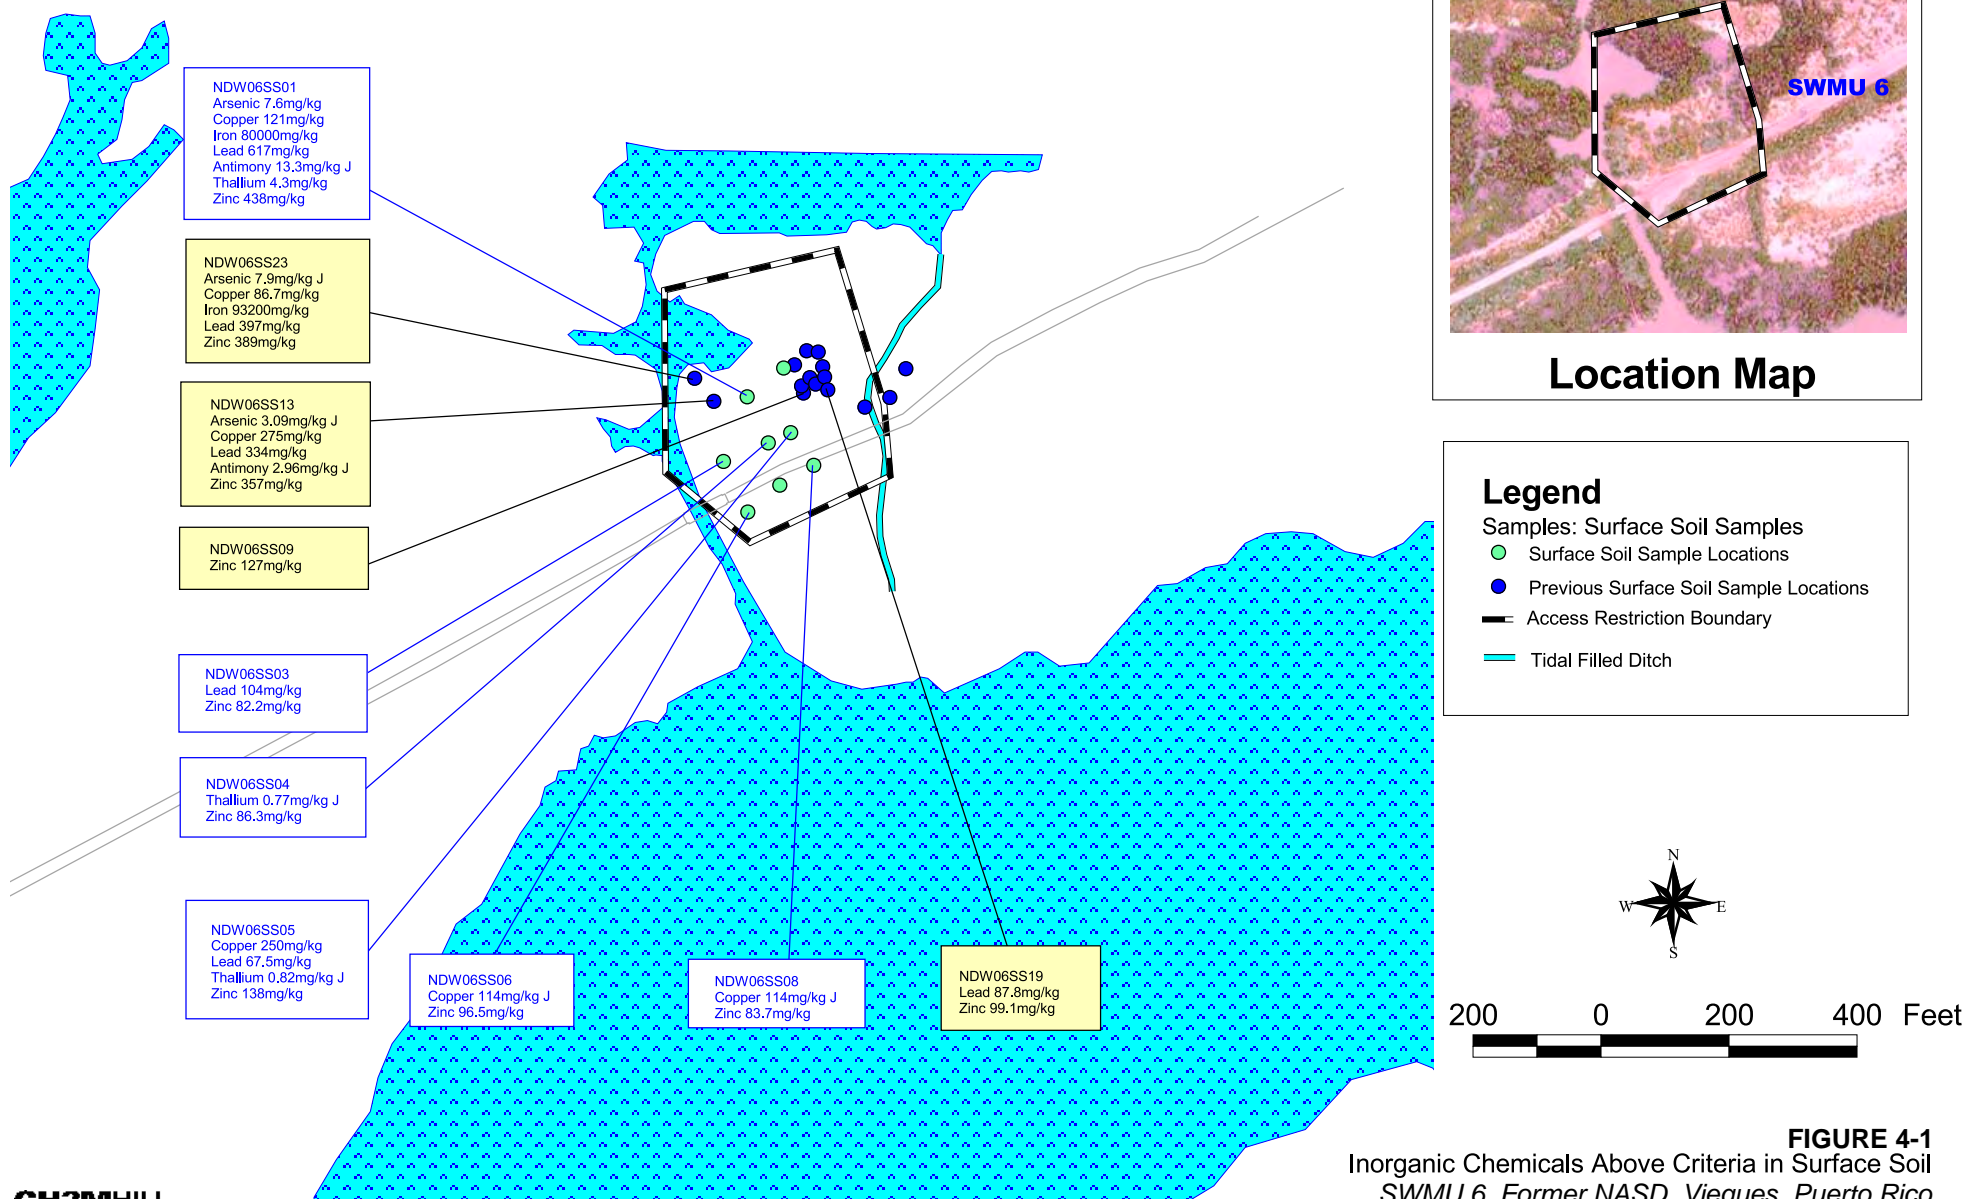 NDW06SS01
Arsenic 7.6mg/kg
Copper 121mg/kg
Iron 80000mg/kg
Lead 617mg/kg
Antimony 13.3mg/kg J
Thallium 4.3mg/kg
Zinc 438mg/kg
NDW06SS23
Arsenic 7.9mg/kg J
Copper 86.7mg/kg
Iron 93200mg/kg
Lead 397mg/kg
Zinc 389mg/kg
NDW06SS13
Arsenic 3.09mg/kg J
Copper 275mg/kg
Lead 334mg/kg
Antimony 2.96mg/kg J
Zinc 357mg/kg
NDW06SS09
Zinc 127mg/kg
NDW06SS03
Lead 104mg/kg
Zinc 82.2mg/kg
NDW06SS04
Thallium 0.77mg/kg J
Zinc 86.3mg/kg
NDW06SS05
Copper 250mg/kg
Lead 67.5mg/kg
Thallium 0.82mg/kg J
Zinc 138mg/kg
NDW06SS06
Copper 114mg/kg J
Zinc 96.5mg/kg
NDW06SS08
Copper 114mg/kg J
Zinc 83.7mg/kg
NDW06SS19
Lead 87.8mg/kg
Zinc 99.1mg/kg
SWMU 6
Location Map
Legend
Samples: Surface Soil Samples
Surface Soil Sample Locations
Previous Surface Soil Sample Locations
Access Restriction Boundary
Tidal Filled Ditch
N
W E
S
200 0 200 400 Feet
FIGURE 4-1
Inorganic Chemicals Above Criteria in Surface Soil
SWMU 6, Former NASD, Vieques, Puerto Rico
CH2MHILL